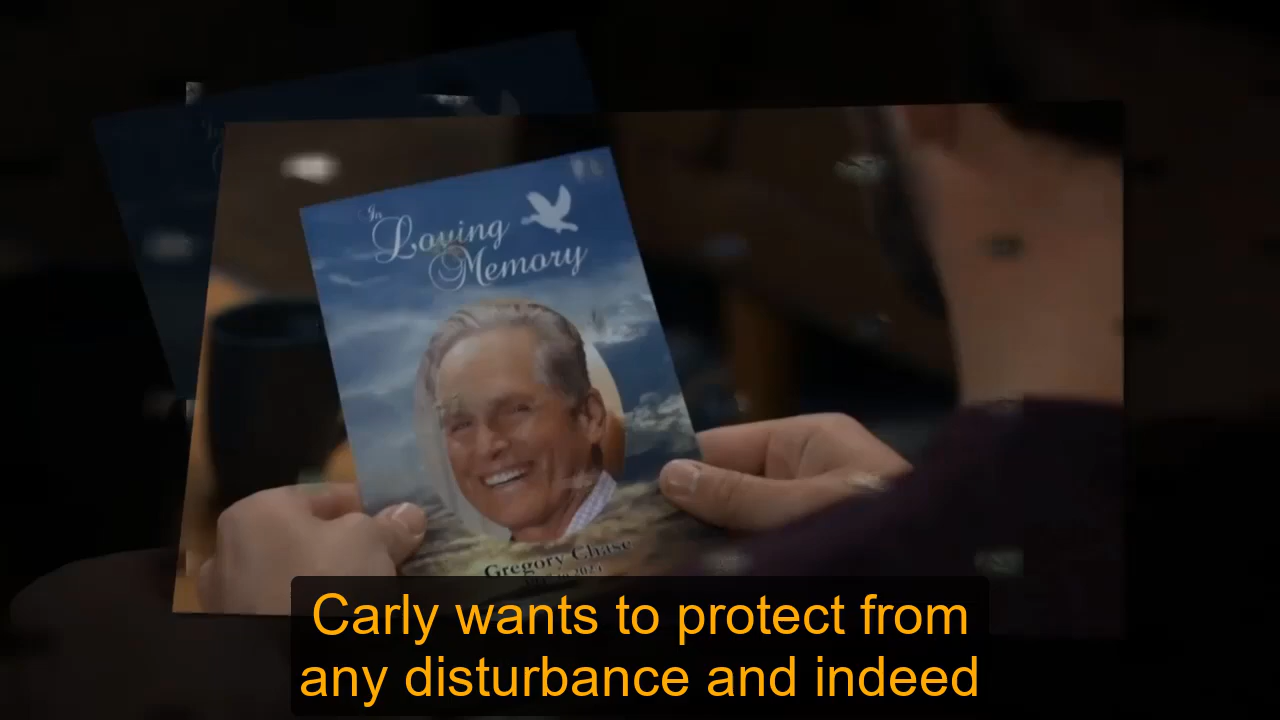 In
Loving
Memory
Gregory Chase
Carly wants to protect from
any disturbance and indeed